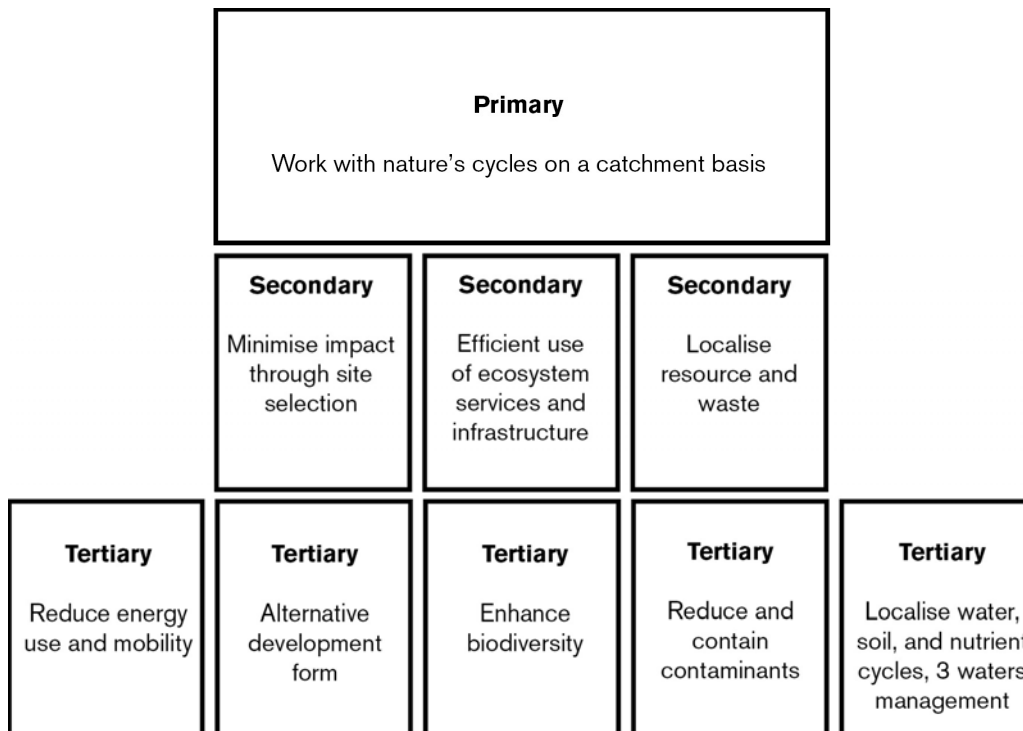 Primary
Work with nature's cycles on a catchment basis
Secondary
Minimise impact
through site
selection
Secondary
Efficient use
of ecosystem
services and
infrastructure
Secondary
Localise
resource and
waste
Tertiary
Reduce energy
use and mobility
Tertiary
Alternative
development
form
Tertiary
Enhance
biodiversity
Tertiary
Reduce and
contain
contaminants
Tertiary
Localise water,
soil, and nutrient
cycles, 3 waters
management